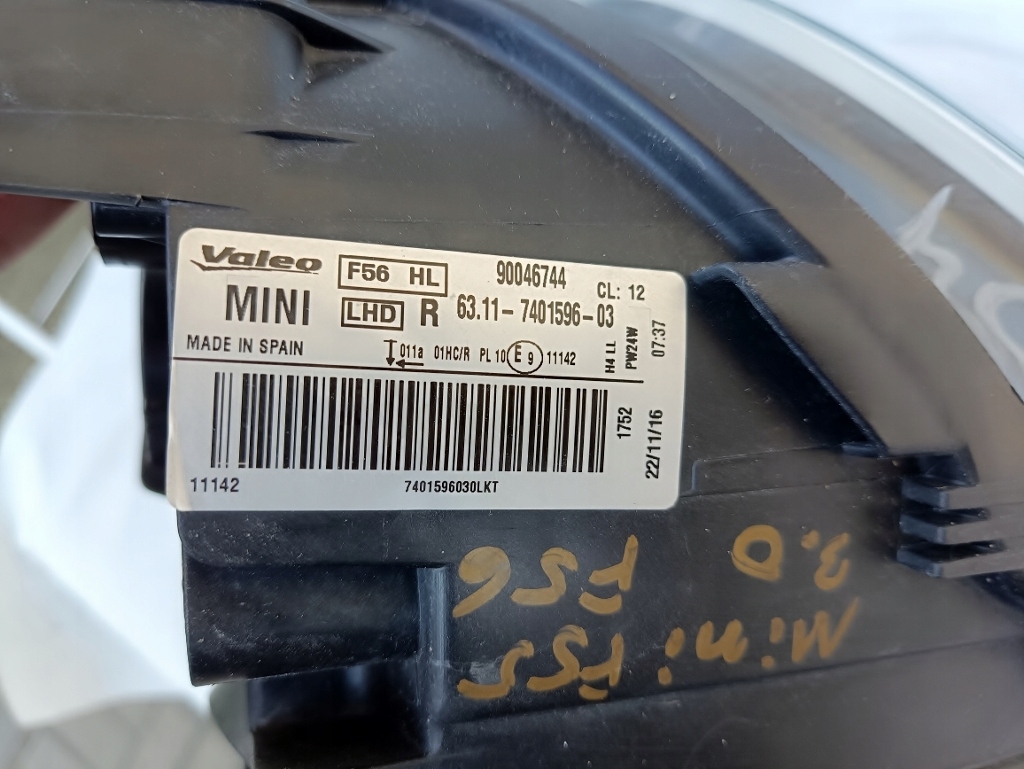 Valeo F56 HL 90046744 CL: 12
MINI LHD R 63.11-7401596-03
MADE IN SPAIN 011a 01HC/R PL 10 E 9 11142
H4 LL
PW24W
07:37
1752
22/11/16
11142 7401596030LKT
Mini F55
F56
3.0